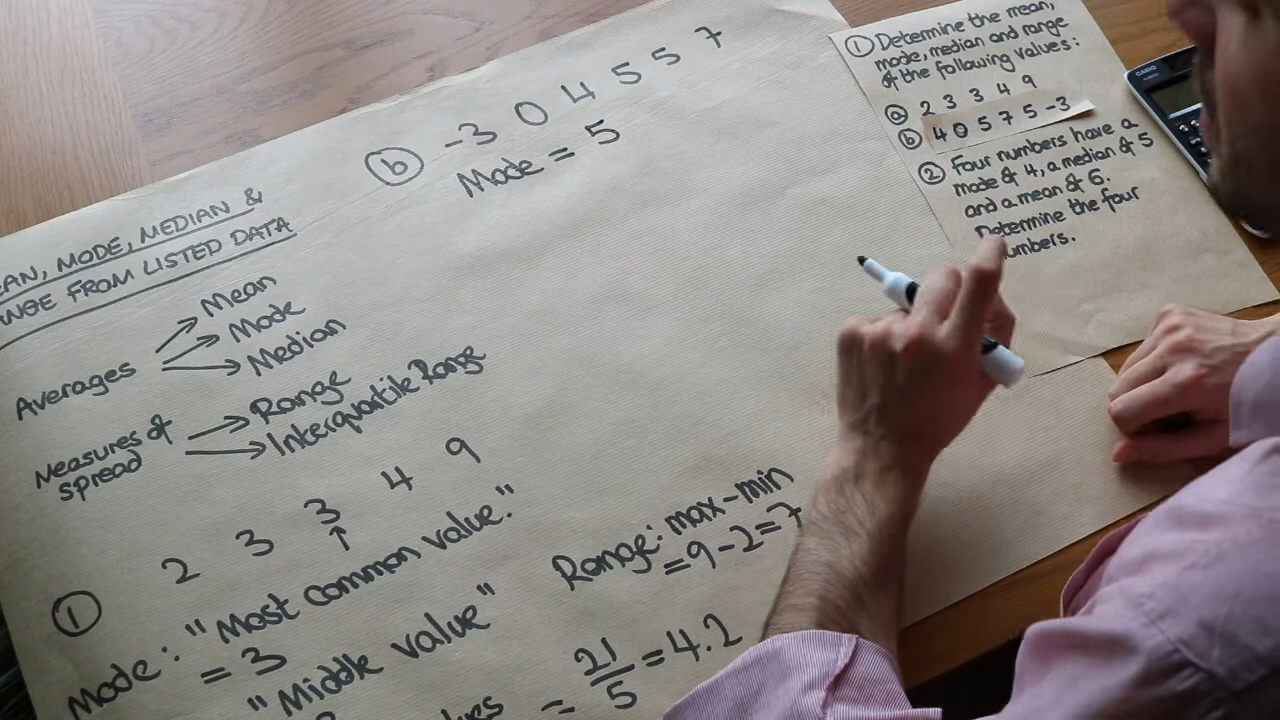 AN, MODE, MEDIAN &
NGE FROM LISTED DATA
Averages → Mean
→ Mode
→ Median
Measures of spread → Range
→ Interquartile Range
① 2 3 3 4 9
↑
Mode: "Most common value."
= 3
"Middle value"
Range: max-min
= 9-2=7
= 21/5 = 4.2
ⓑ -3 0 4 5 5 7
Mode = 5
① Determine the mean,
mode, median and range
of the following values:
ⓐ 2 3 3 4 9
ⓑ 4 0 5 7 5 -3
② Four numbers have a
mode of 4, a median of 5
and a mean of 6.
Determine the four
umbers.
CASIO